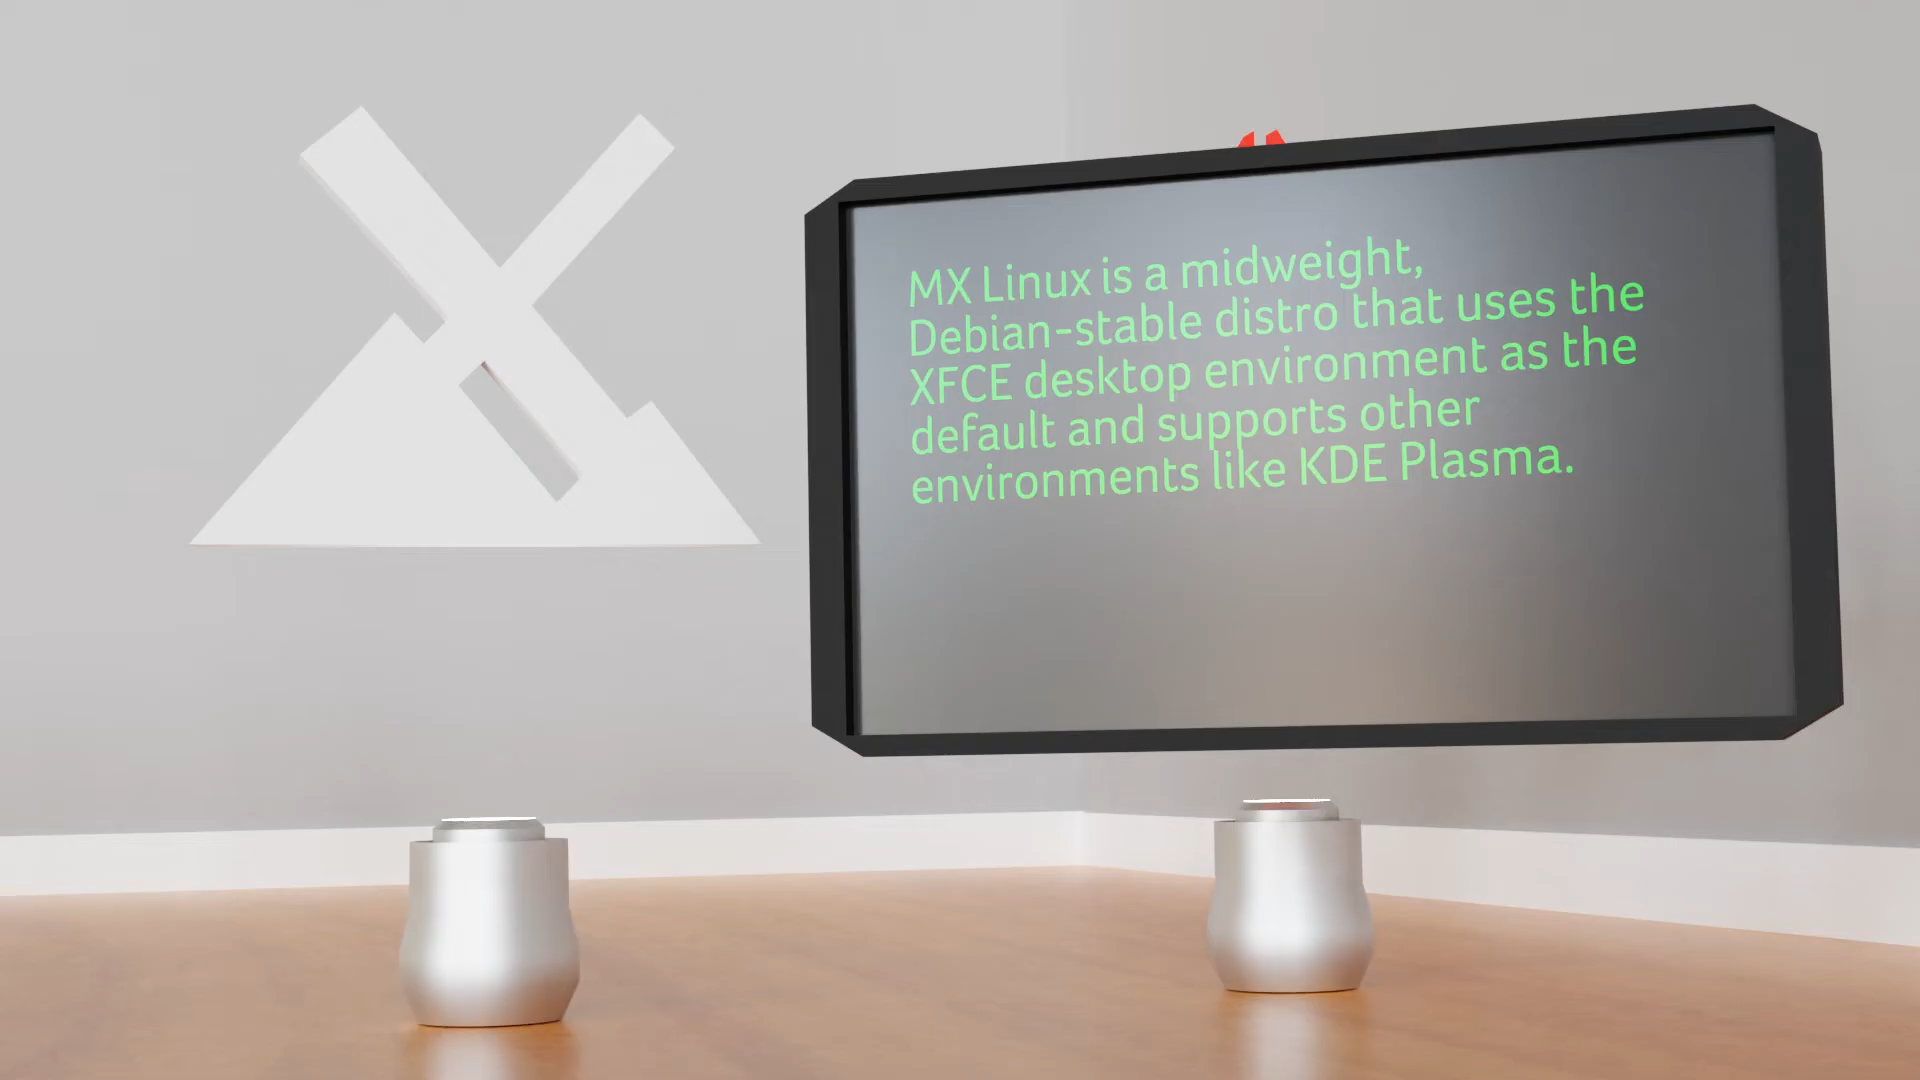 MX Linux is a midweight,
Debian-stable distro that uses the
XFCE desktop environment as the
default and supports other
environments like KDE Plasma.